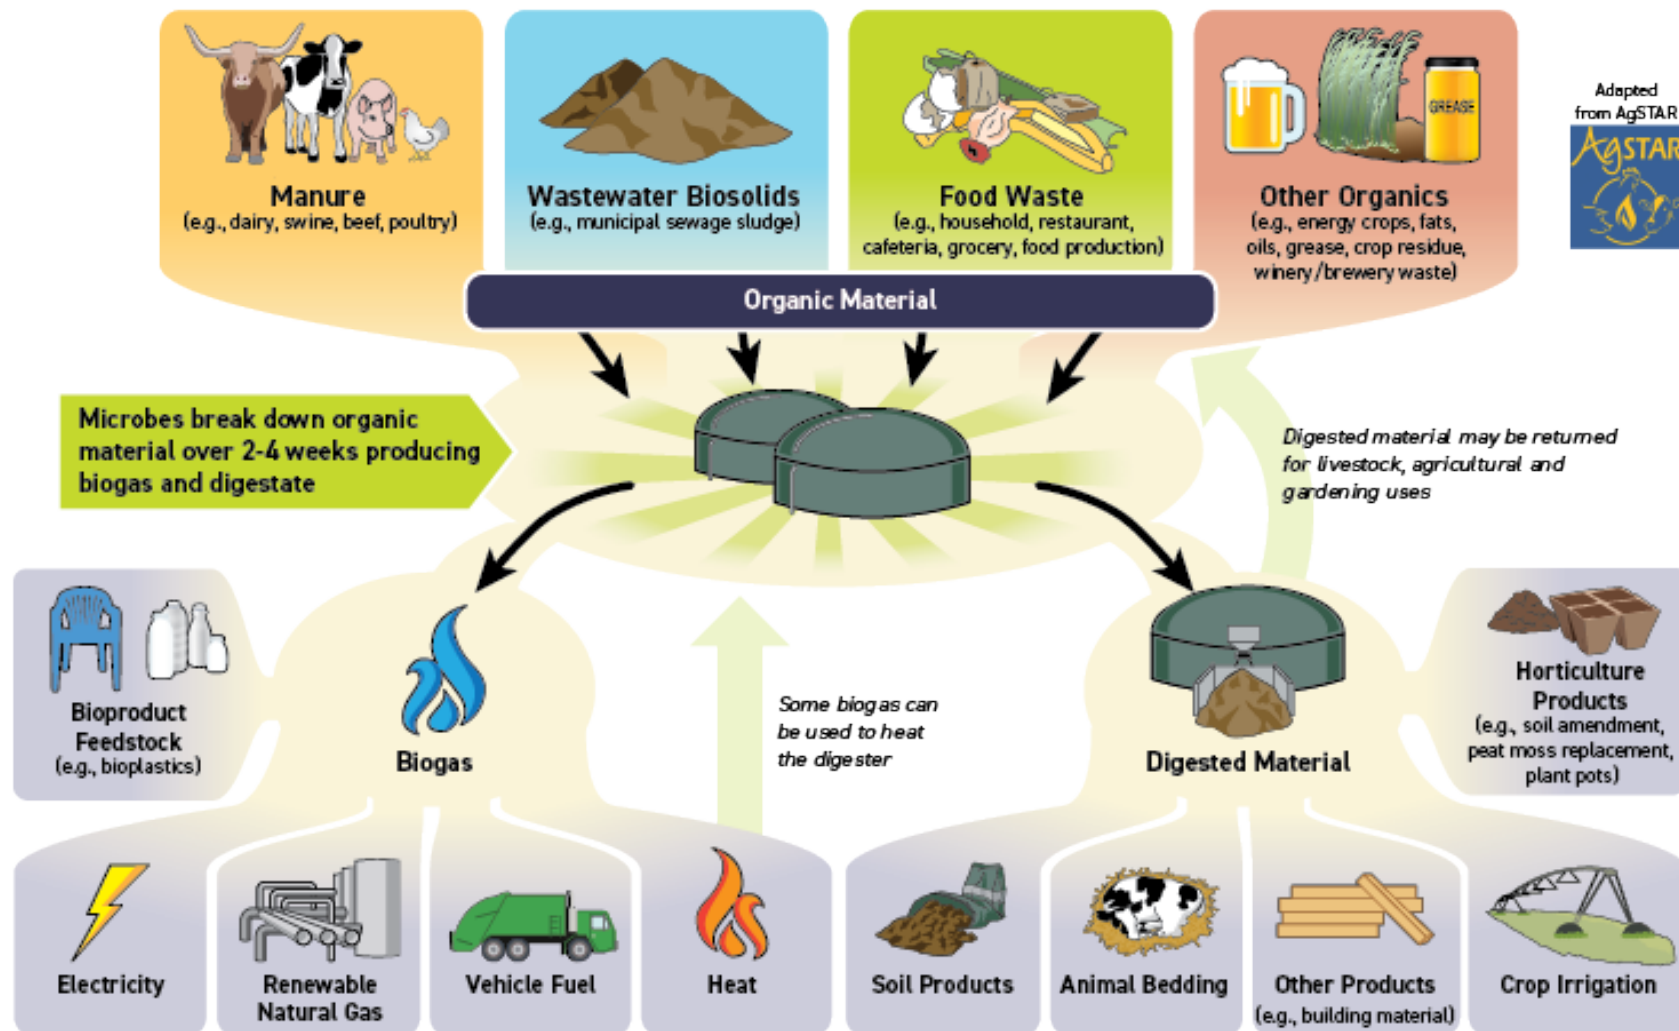 Manure
(e.g., dairy, swine, beef, poultry)
Wastewater Biosolids
(e.g., municipal sewage sludge)
Food Waste
(e.g., household, restaurant,
cafeteria, grocery, food production)
GREASE
Other Organics
(e.g., energy crops, fats,
oils, grease, crop residue,
winery/brewery waste)
Adapted
from AgSTAR
AgSTAR
Organic Material
Microbes break down organic
material over 2-4 weeks producing
biogas and digestate
Digested material may be returned
for livestock, agricultural and
gardening uses
Bioproduct
Feedstock
(e.g., bioplastics)
Biogas
Some biogas can
be used to heat
the digester
Digested Material
Horticulture
Products
(e.g., soil amendment,
peat moss replacement,
plant pots)
Electricity
Renewable
Natural Gas
Vehicle Fuel
Heat
Soil Products
Animal Bedding
Other Products
(e.g., building material)
Crop Irrigation